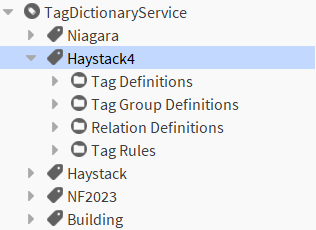 TagDictionaryService
Niagara
Haystack4
Tag Definitions
Tag Group Definitions
Relation Definitions
Tag Rules
Haystack
NF2023
Building